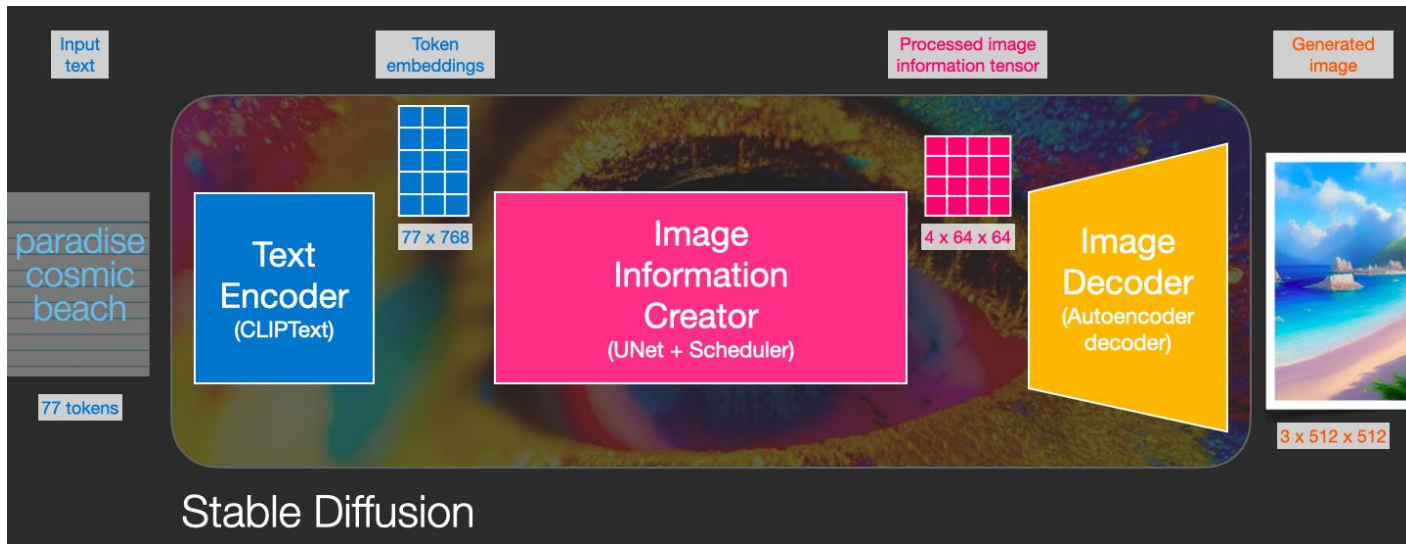 Input
text
Token
embeddings
Processed image
information tensor
Generated
image
paradise
cosmic
beach
77 tokens
Text
Encoder
(CLIPText)
77 x 768
Image
Information
Creator
(UNet + Scheduler)
4 x 64 x 64
Image
Decoder
(Autoencoder
decoder)
3 x 512 x 512
Stable Diffusion